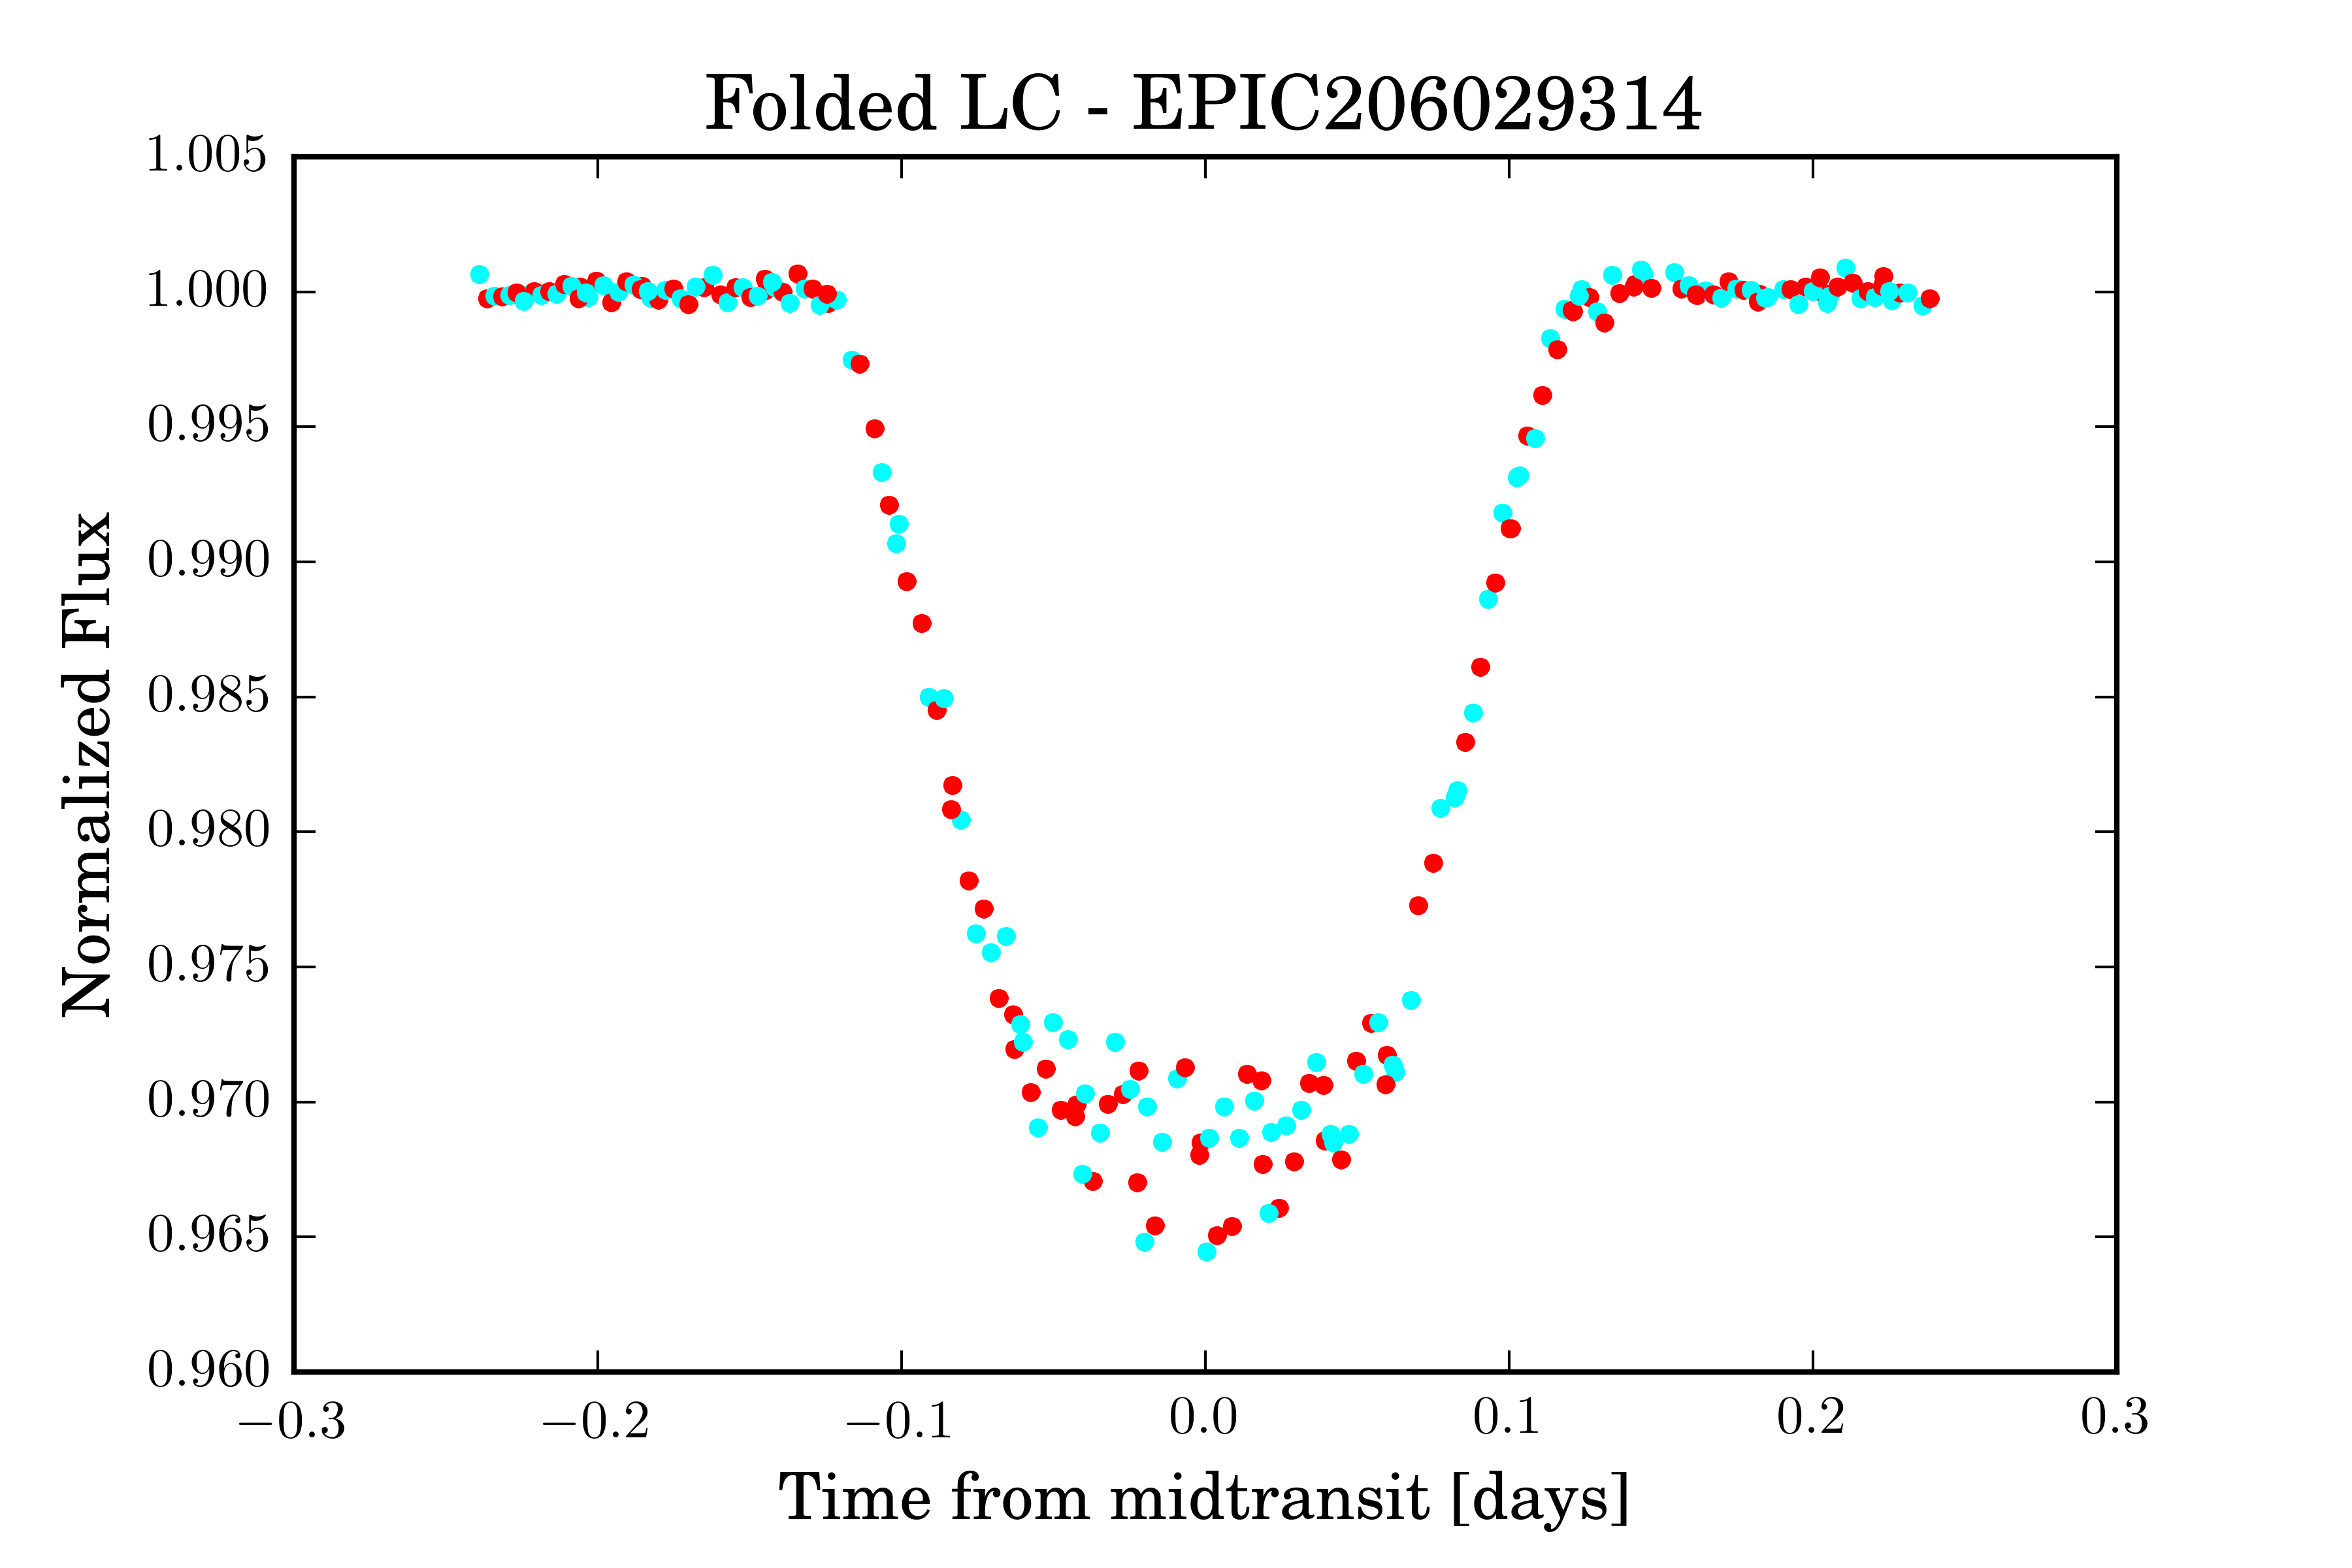 Folded LC - EPIC206029314
1.005
1.000
0.995
0.990
0.985
0.980
0.975
0.970
0.965
0.960
Normalized Flux
−0.3 −0.2 −0.1 0.0 0.1 0.2 0.3
Time from midtransit [days]